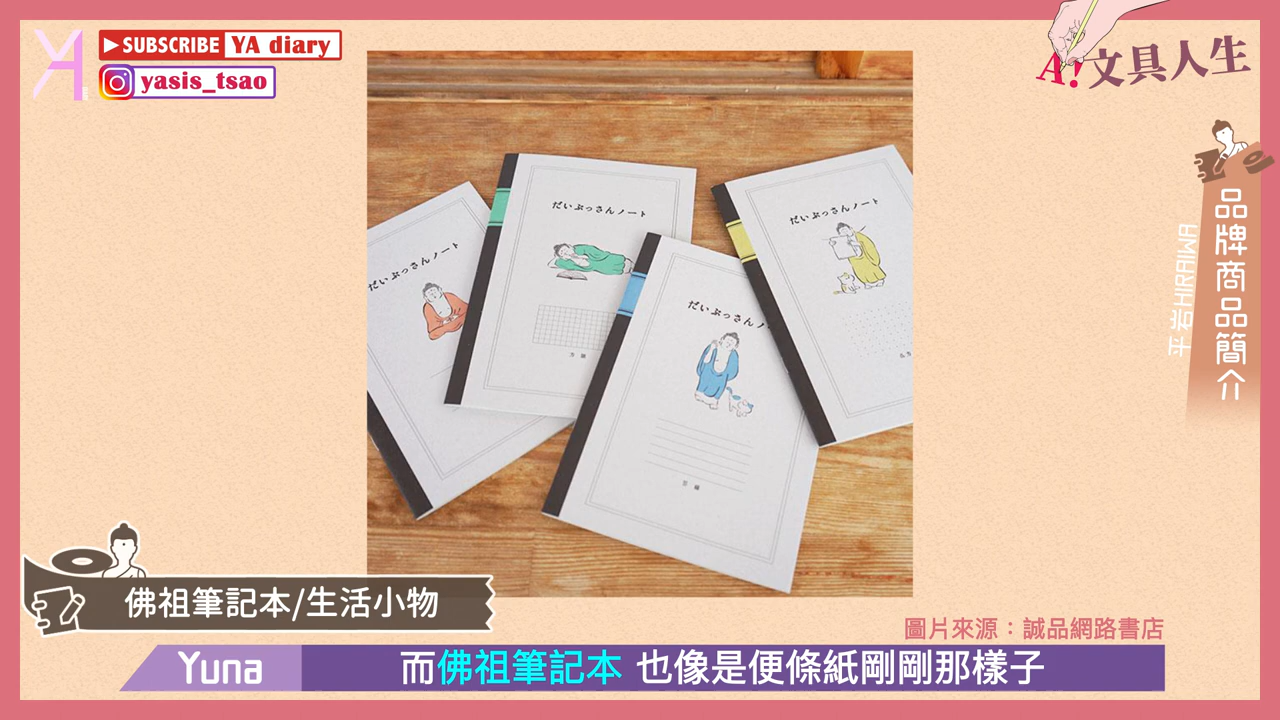 SUBSCRIBE YA diary
yasis_tsao
A!文具人生
品牌商品簡介
平岩HIRAIWA
だいぶっさんノート
だいぶっさんノート
だいぶっさんノ
だいぶっさんノート
佛祖筆記本/生活小物
圖片來源：誠品網路書店
Yuna
而佛祖筆記本 也像是便條紙剛剛那樣子